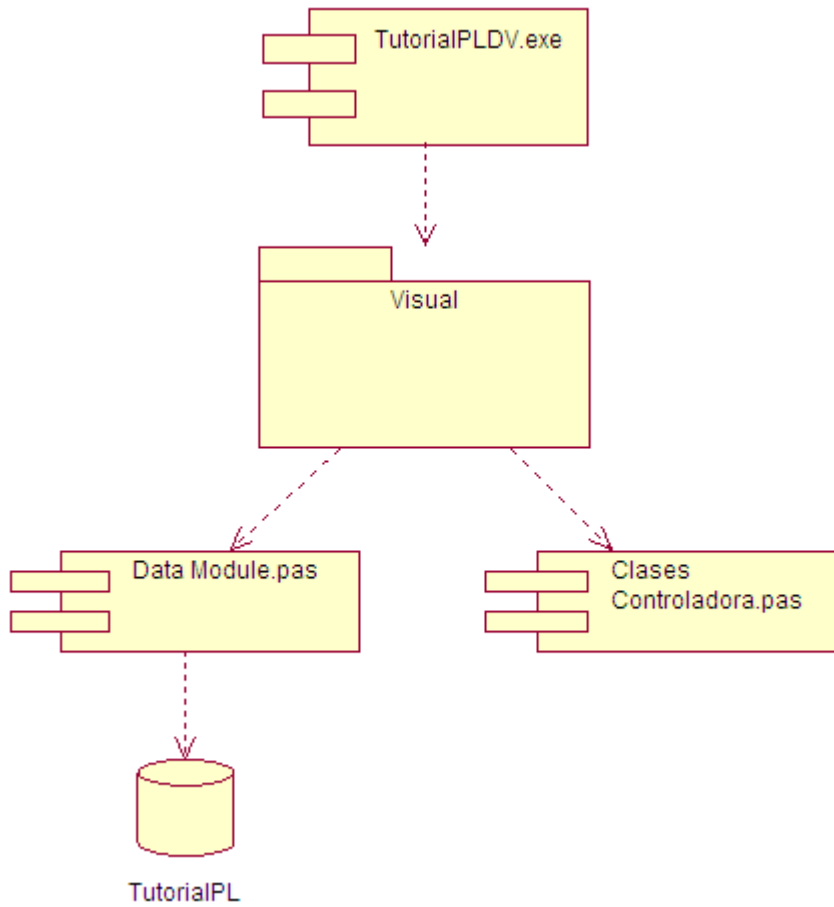 TutorialPLDV.exe
Visual
Data Module.pas
Clases
Controladora.pas
TutorialPL